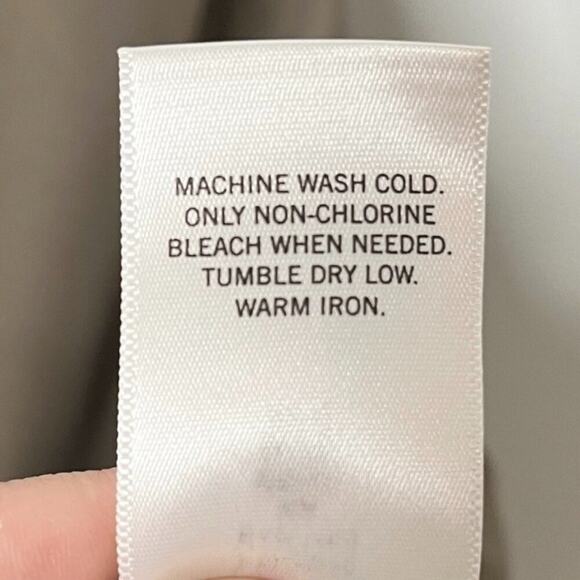 MACHINE WASH COLD.
ONLY NON-CHLORINE
BLEACH WHEN NEEDED.
TUMBLE DRY LOW.
WARM IRON.